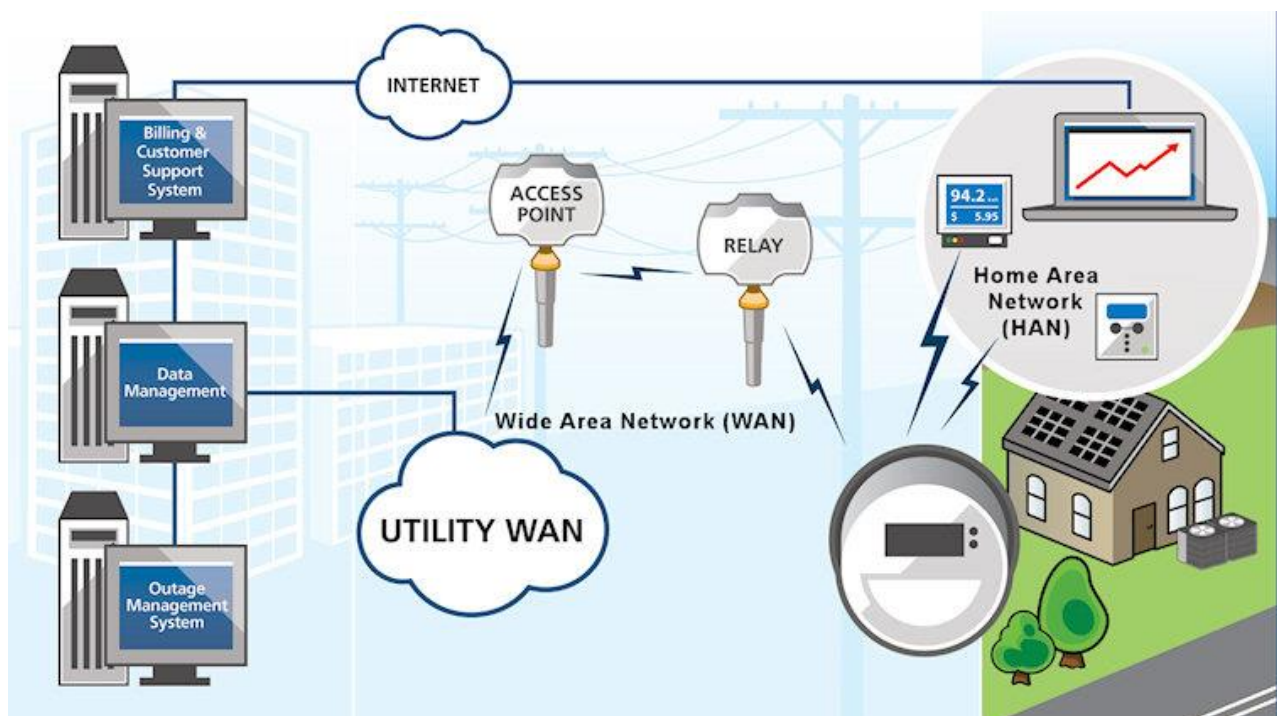 INTERNET
Billing &
Customer
Support
System
ACCESS
POINT
RELAY
94.2
$ 5.95
Home Area
Network
(HAN)
Data
Management
Wide Area Network (WAN)
UTILITY WAN
Outage
Management
System